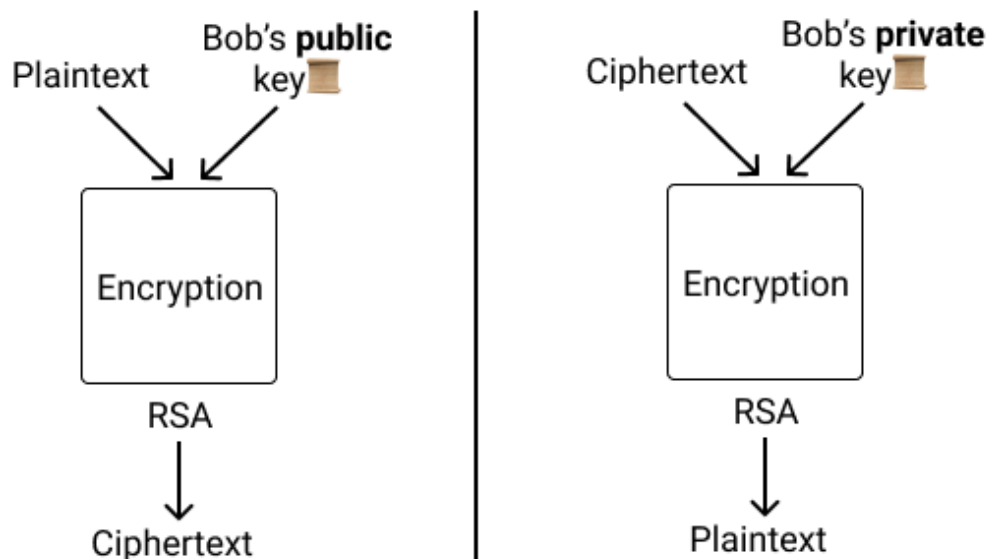 Plaintext
Bob's public
key
Encryption
RSA
Ciphertext
Ciphertext
Bob's private
key
Encryption
RSA
Plaintext